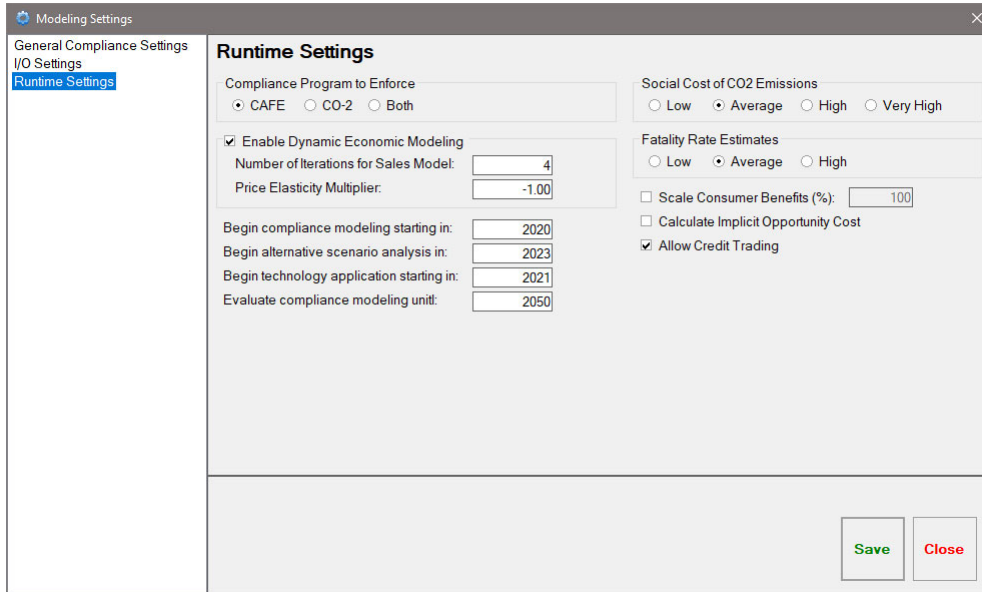 Modeling Settings
General Compliance Settings
I/O Settings
Runtime Settings
Runtime Settings
Compliance Program to Enforce
CAFE CO-2 Both
Enable Dynamic Economic Modeling
Number of Iterations for Sales Model: 4
Price Elasticity Multiplier: -1.00
Begin compliance modeling starting in: 2020
Begin alternative scenario analysis in: 2023
Begin technology application starting in: 2021
Evaluate compliance modeling unitl: 2050
Social Cost of CO2 Emissions
Low Average High Very High
Fatality Rate Estimates
Low Average High
Scale Consumer Benefits (%): 100
Calculate Implicit Opportunity Cost
Allow Credit Trading
Save Close